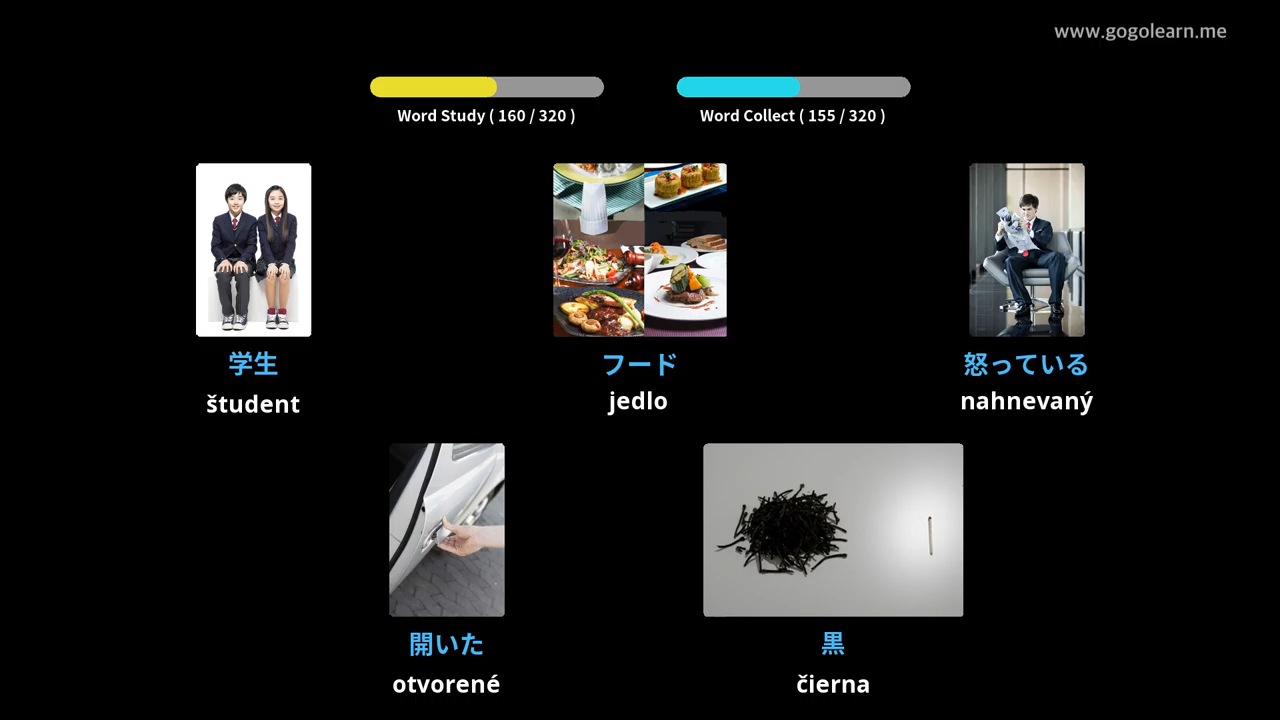 www.gogolearn.me
Word Study ( 160 / 320 )
Word Collect ( 155 / 320 )
学生
フード
怒っている
študent
jedlo
nahnevaný
開いた
黒
otvorené
čierna